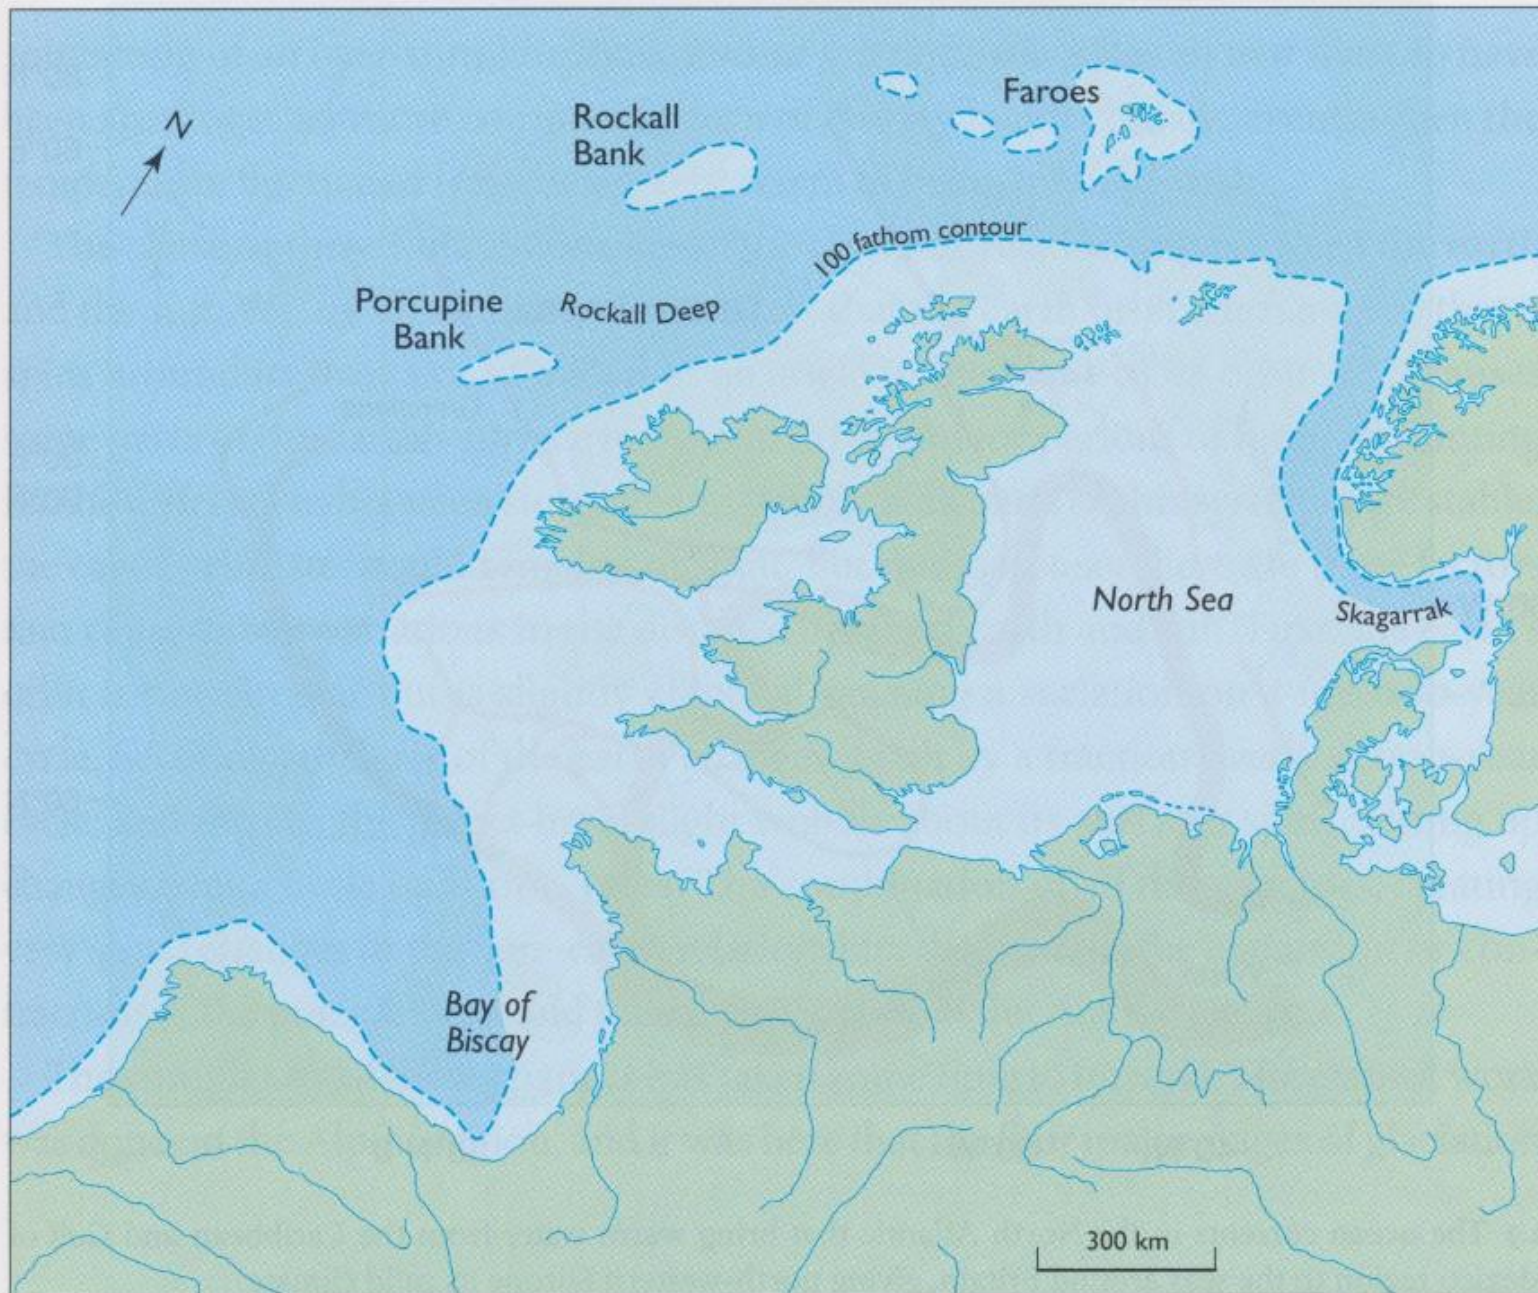 N
Rockall
Bank
Faroes
100 fathom contour
Porcupine
Bank
Rockall Deep
North Sea
Skagarrak
Bay of
Biscay
300 km